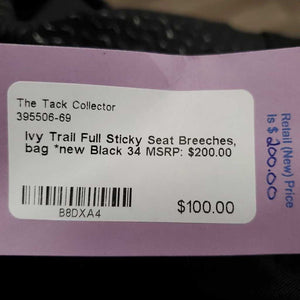 The Tack Collector
395506-69
Ivy Trail Full Sticky Seat Breeches,
bag *new Black 34 MSRP: $200.00
B8DXA4
$100.00
Retail (New) Price
is $200.00